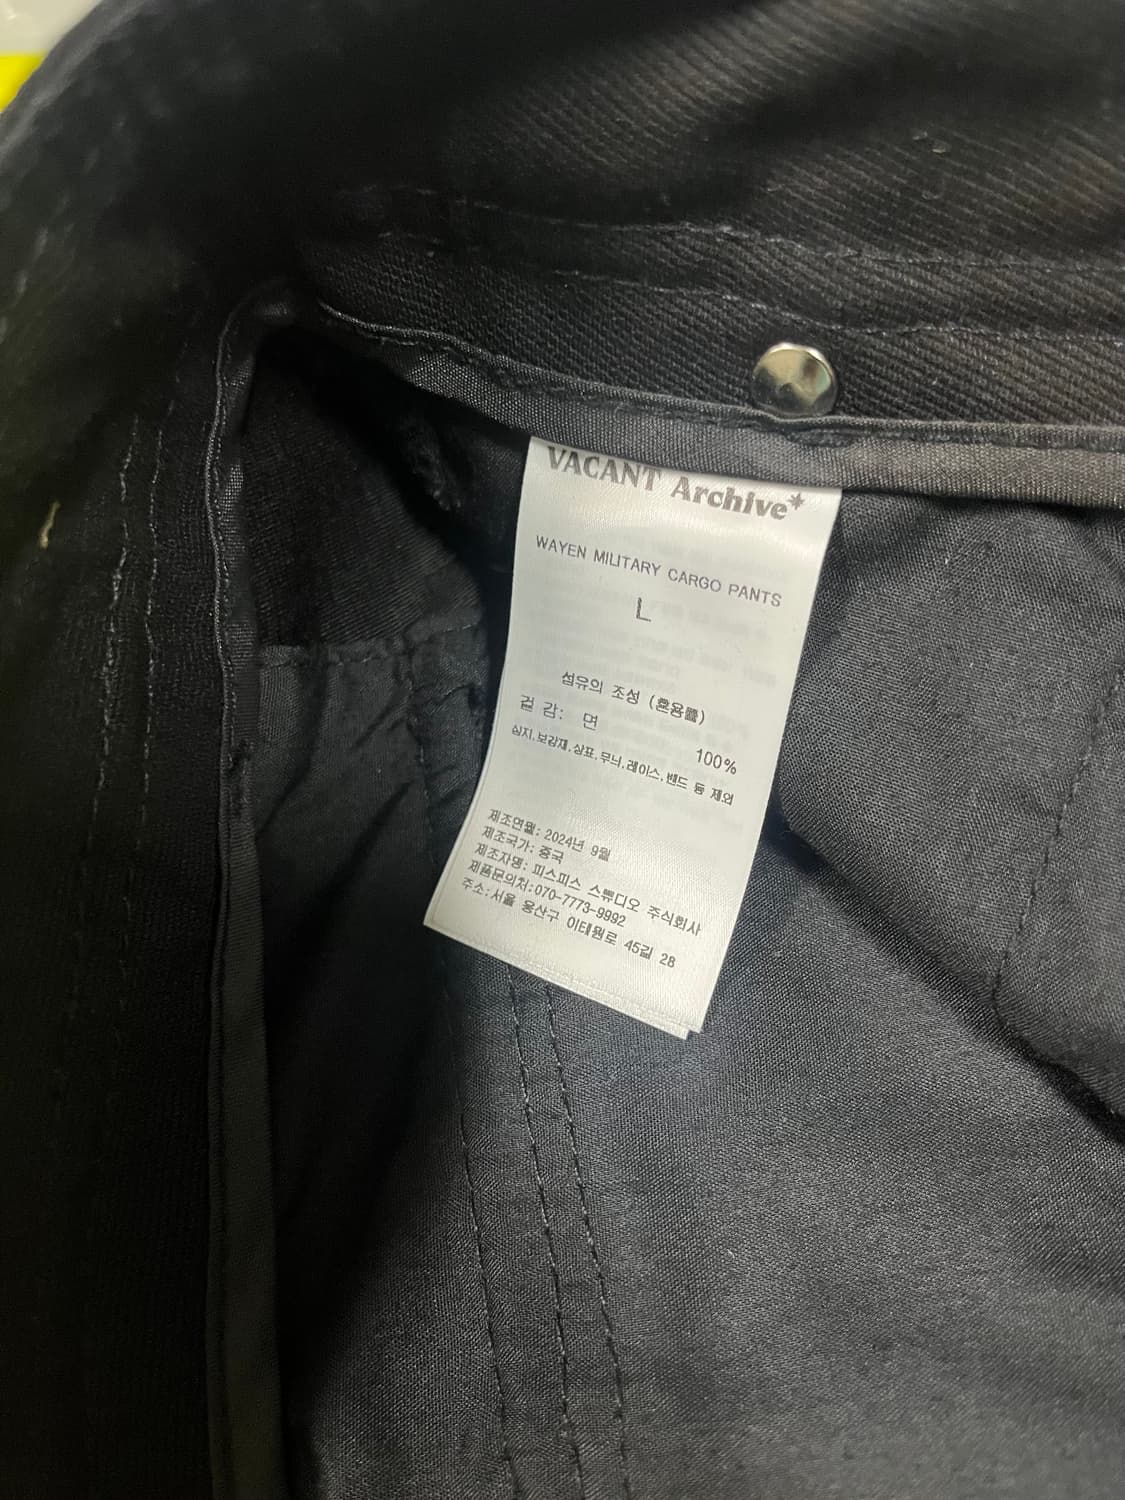 VACANT Archive*
WAYEN MILITARY CARGO PANTS
L
섬유의 조성 (混용률)
겉 감: 면
100%
심지,보강재,상표,무늬,레이스,밴드 등 제외
제조연월: 2024년 9월
제조국가: 중국
제조자명: 피스피스 스튜디오 주식회사
제품문의처:070-7773-9992
주소:서울 용산구 이태원로 45길 28